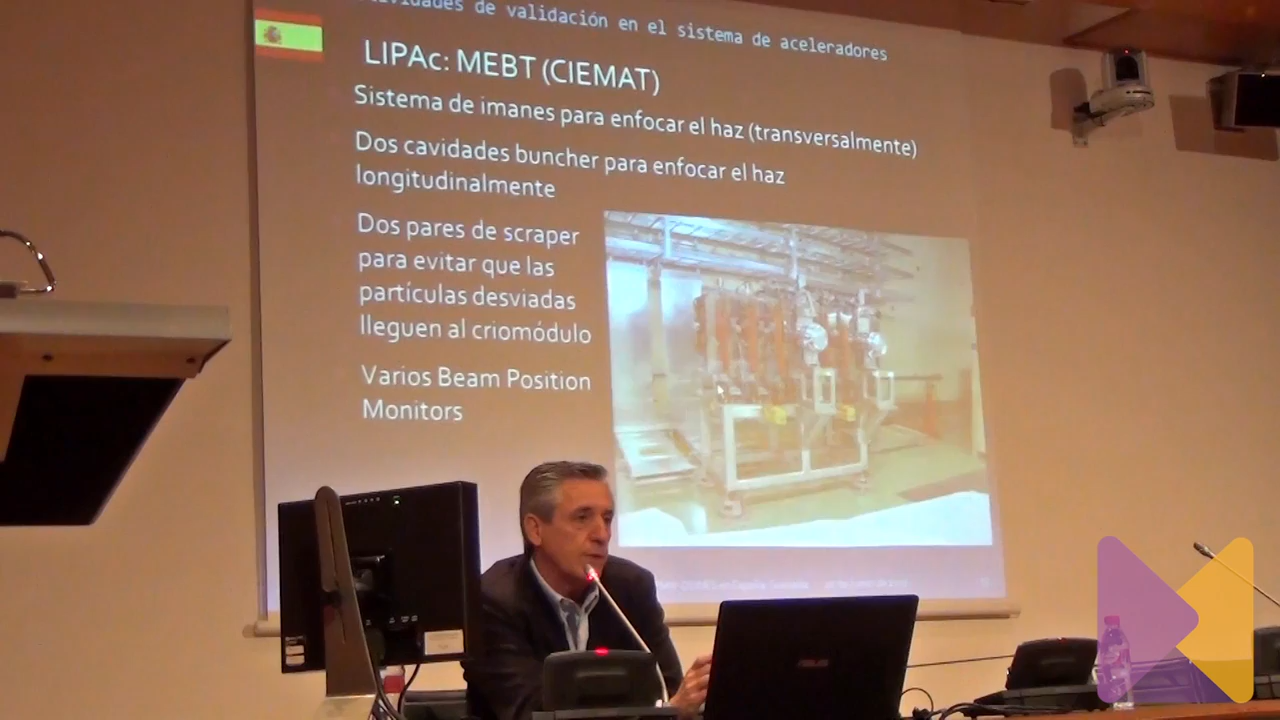 de validación en el sistema de aceleradores
LIPAc: MEBT (CIEMAT)
Sistema de imanes para enfocar el haz (transversalmente)
Dos cavidades buncher para enfocar el haz
longitudinalmente
Dos pares de scraper
para evitar que las
partículas desviadas
lleguen al criomódulo
Varios Beam Position
Monitors
ASUS